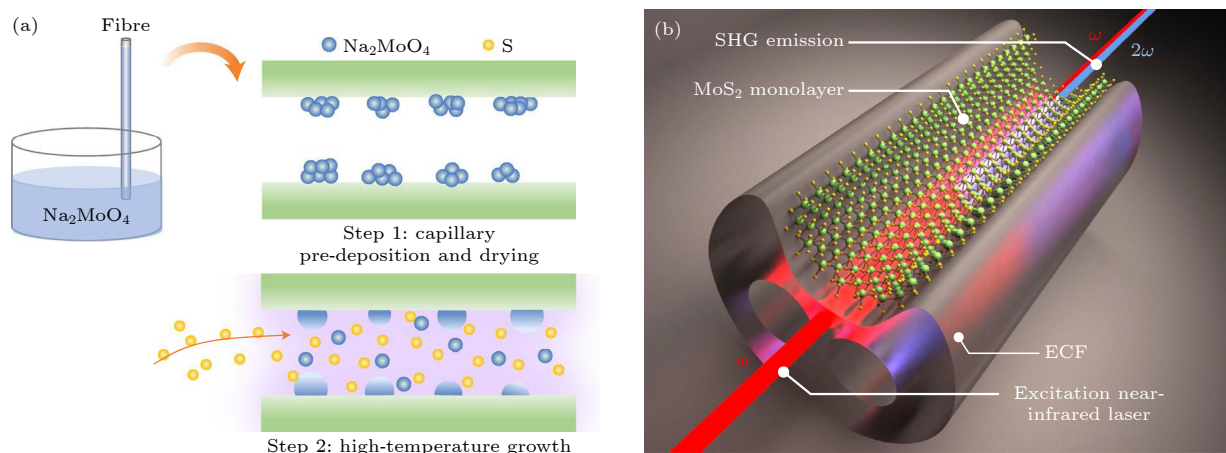 (a)
Fibre
Na₂MoO₄
S
Na₂MoO₄
Step 1: capillary
pre-deposition and drying
Step 2: high-temperature growth
(b)
SHG emission
ω
2ω
MoS₂ monolayer
ω
ECF
Excitation near-
infrared laser